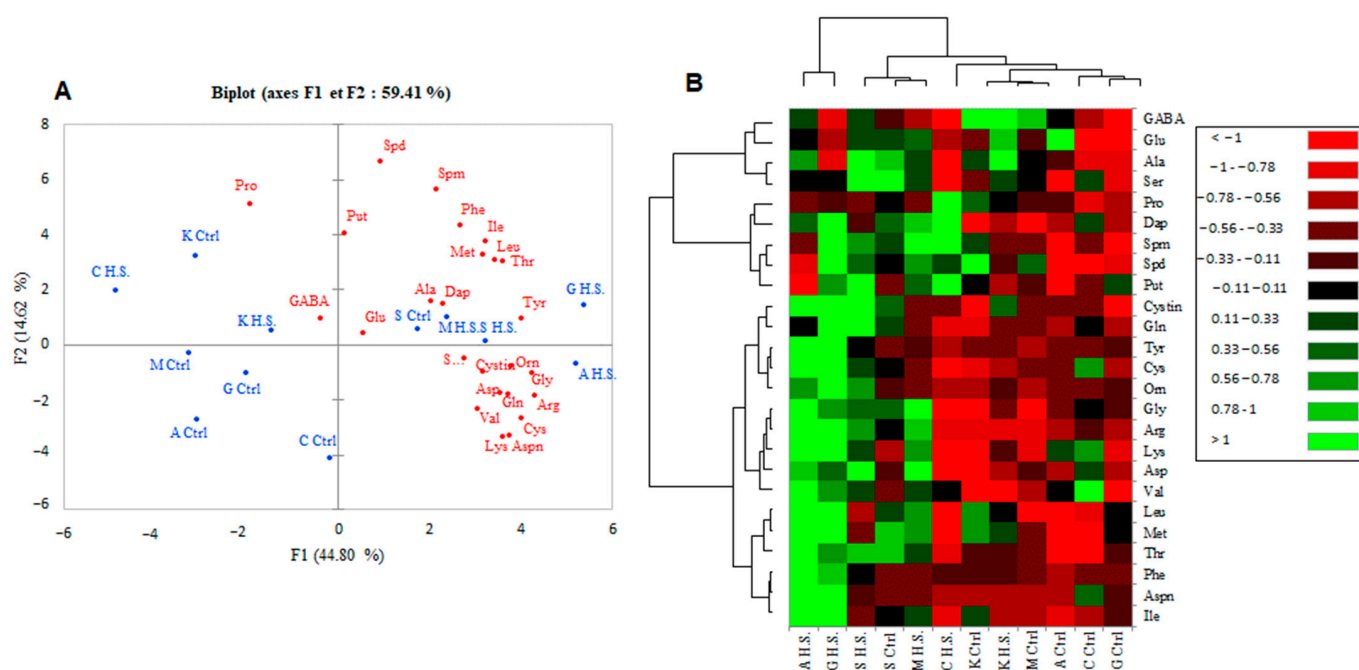 A
Biplot (axes F1 et F2 : 59.41 %)
8
6
4
2
0
−2
−4
−6
F2 (14.62 %)
−6
−4
−2
0
2
4
6
F1 (44.80 %)
Spd
Spm
Pro
Put
Phe
Ile
Met
Leu
Thr
K Ctrl
C H.S.
GABA
Ala
Dap
G H.S.
Tyr
K H.S.
Glu
S Ctrl
M H.S.
S H.S.
M Ctrl
S...
Cystin
Orn
G Ctrl
Gly
A H.S.
Asp
Gln
Arg
A Ctrl
Val
Cys
C Ctrl
Lys
Aspn
B
GABA
Glu
Ala
Ser
Pro
Dap
Spm
Spd
Put
Cystin
Gln
Tyr
Cys
Orn
Gly
Arg
Lys
Asp
Val
Leu
Met
Thr
Phe
Aspn
Ile
A H.S.
G H.S.
S H.S.
S Ctrl
M H.S.
C H.S.
K Ctrl
K H.S.
M Ctrl
A Ctrl
C Ctrl
G Ctrl
< −1
−1 - −0.78
−0.78 - −0.56
−0.56 - −0.33
−0.33 - −0.11
−0.11 - 0.11
0.11 − 0.33
0.33 − 0.56
0.56 − 0.78
0.78 - 1
> 1